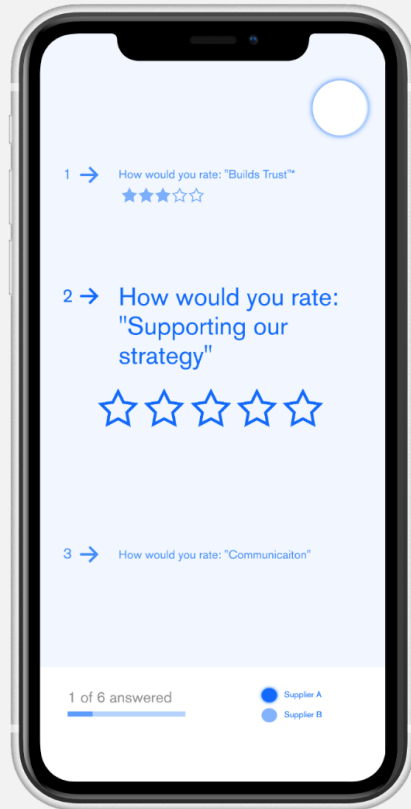 1 → How would you rate: "Builds Trust"*
2 → How would you rate:
"Supporting our
strategy"
3 → How would you rate: "Communicaiton"
1 of 6 answered
Supplier A
Supplier B